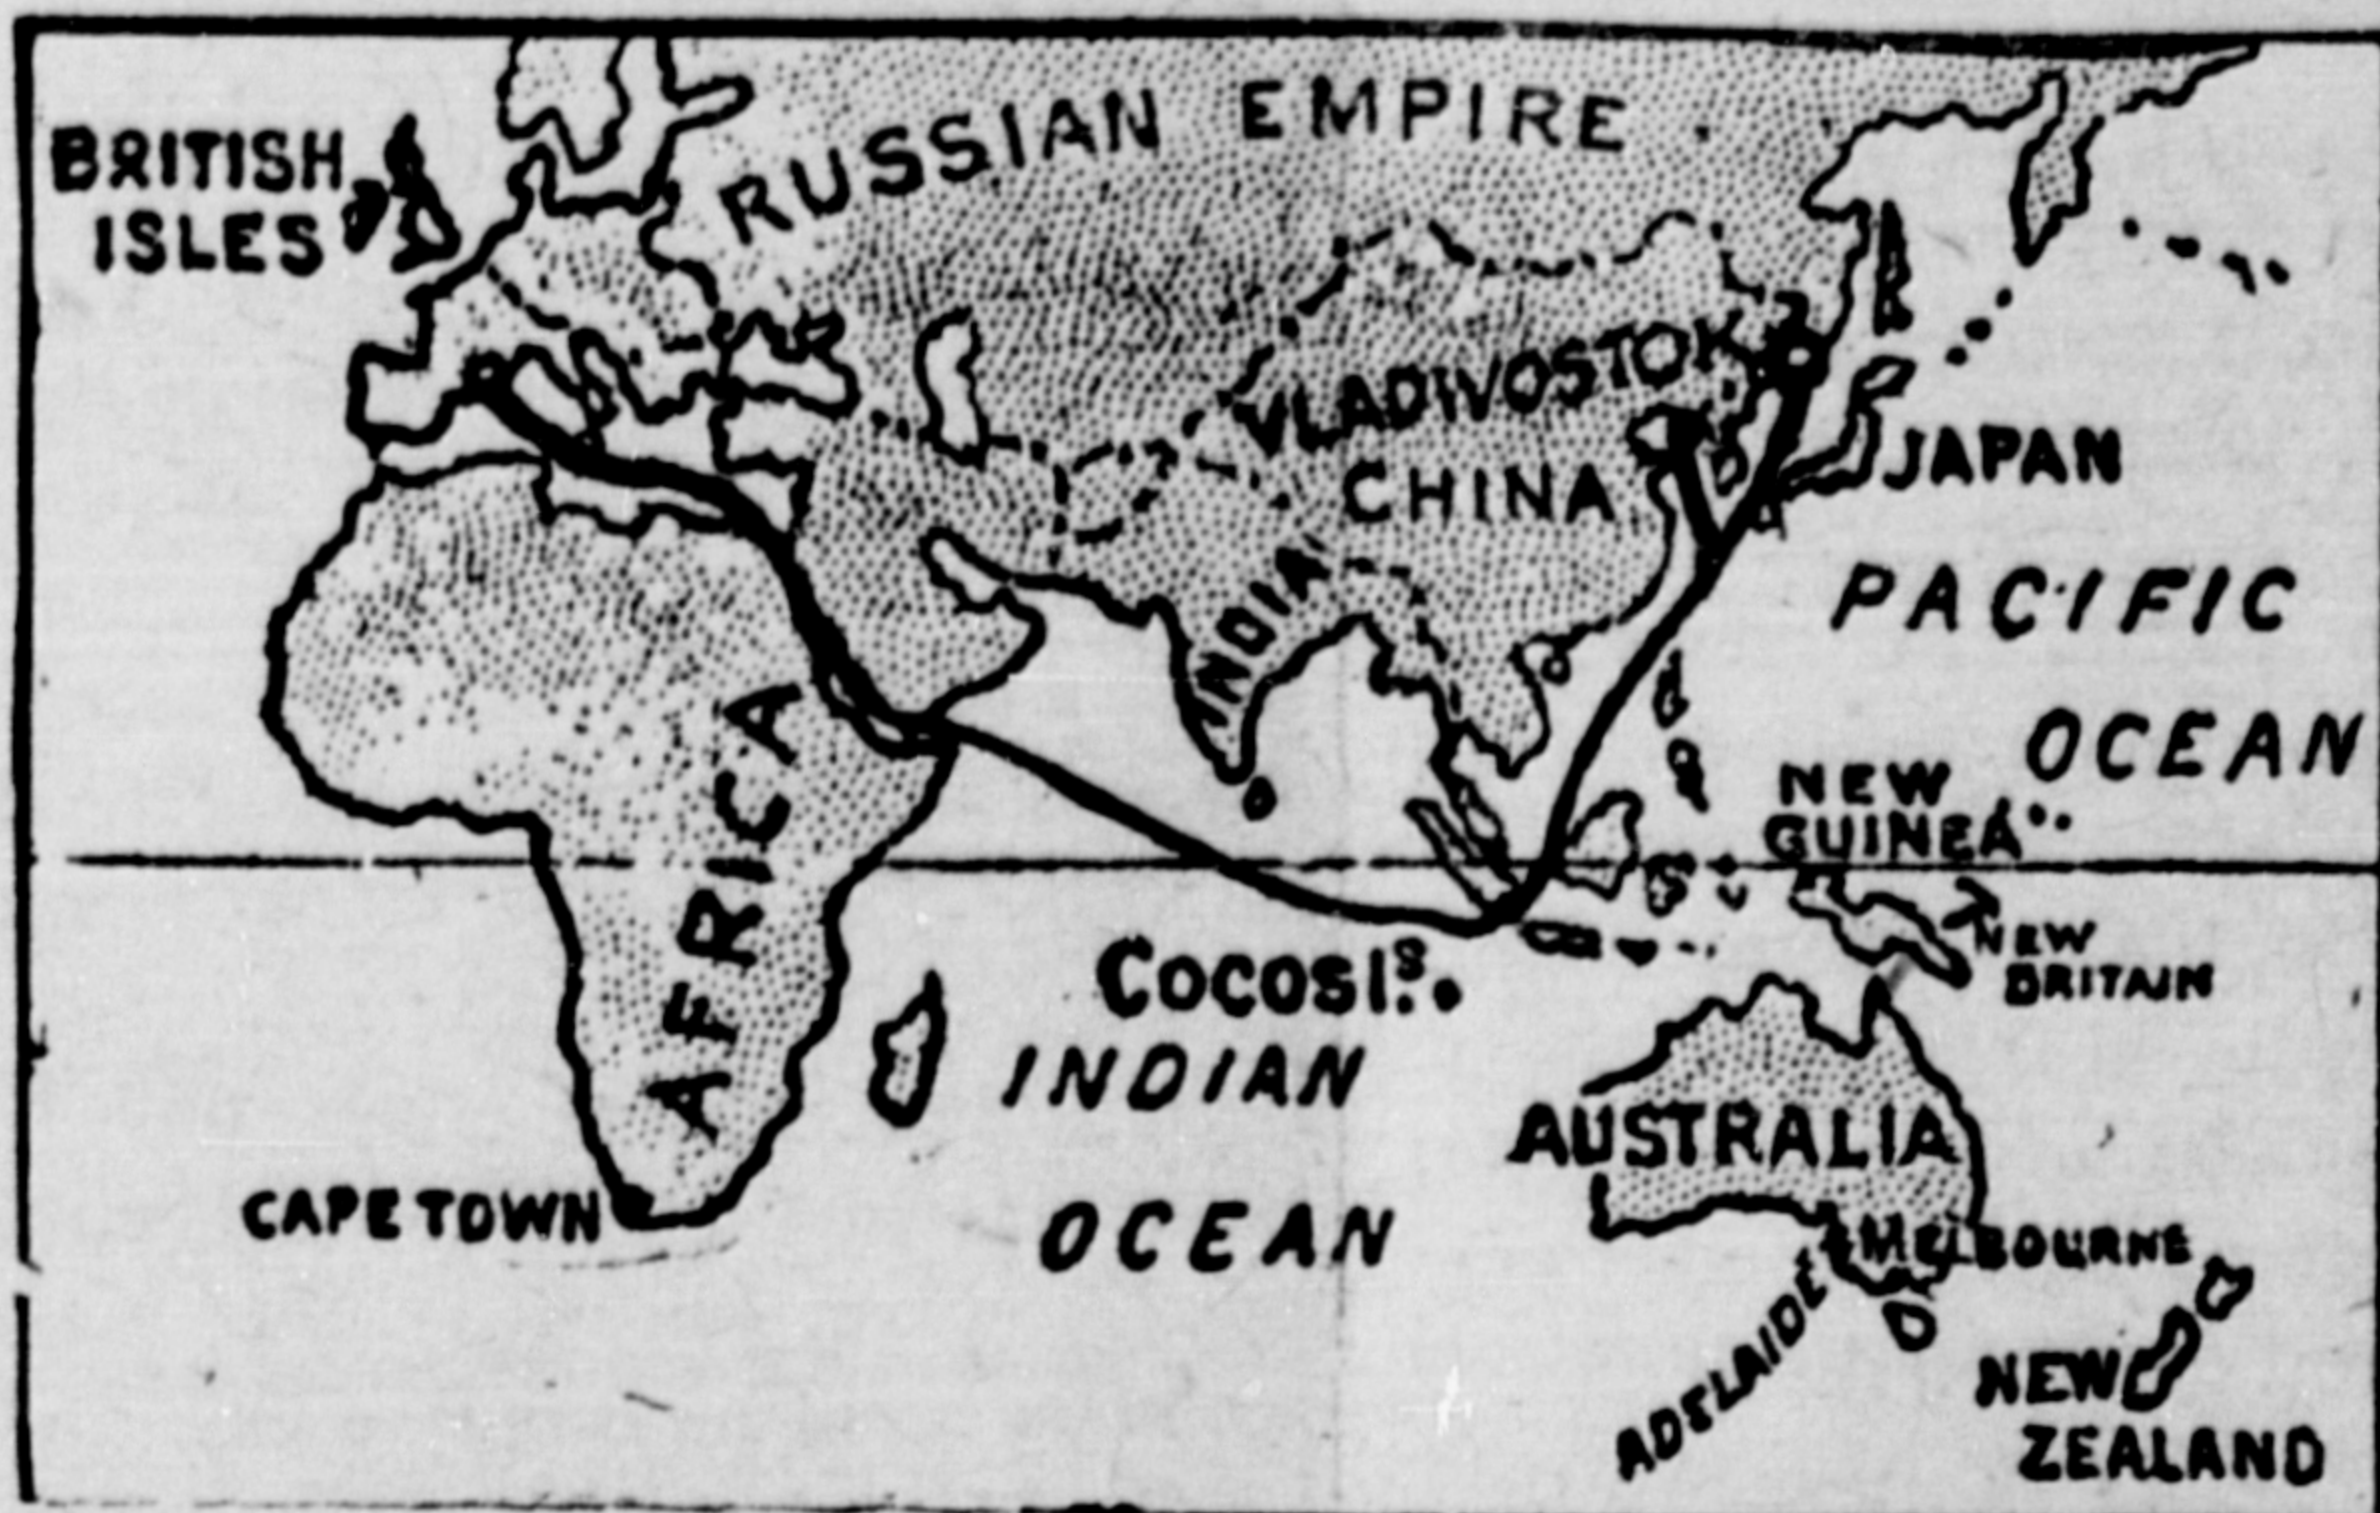 BRITISH
ISLES
RUSSIAN EMPIRE
VLADIVOSTOK
CHINA
JAPAN
INDIA
PACIFIC
OCEAN
AFRICA
NEW
GUINEA
NEW
BRITAIN
COCOS Is.
INDIAN
OCEAN
AUSTRALIA
CAPE TOWN
MELBOURNE
ADELAIDE
NEW
ZEALAND